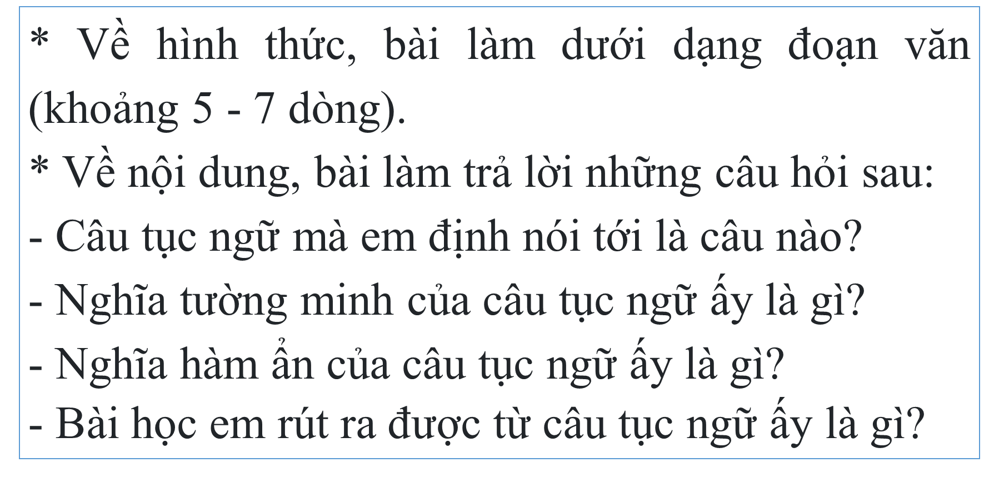 * Về hình thức, bài làm dưới dạng đoạn văn
(khoảng 5 - 7 dòng).
* Về nội dung, bài làm trả lời những câu hỏi sau:
- Câu tục ngữ mà em định nói tới là câu nào?
- Nghĩa tường minh của câu tục ngữ ấy là gì?
- Nghĩa hàm ẩn của câu tục ngữ ấy là gì?
- Bài học em rút ra được từ câu tục ngữ ấy là gì?